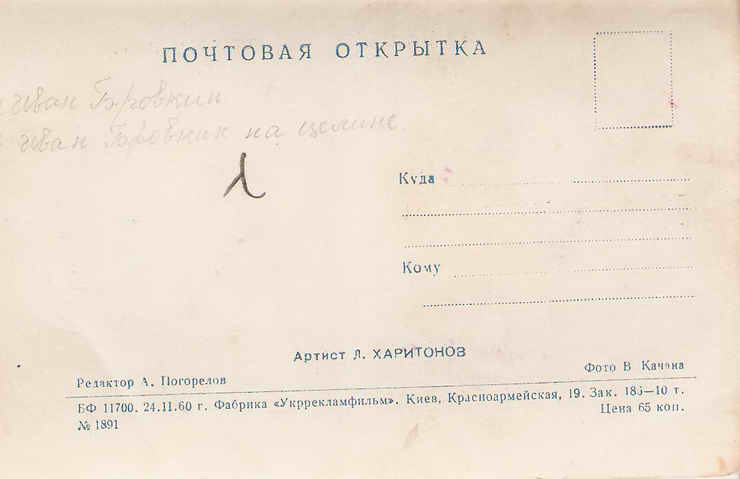 ПОЧТОВАЯ ОТКРЫТКА
Иван Бровкин
Иван Бровкин на целине
Куда
Кому
Артист Л. ХАРИТОНОВ
Фото В Качана
Редактор А. Погорелов
БФ 11700. 24.11.60 г. Фабрика «Укррекламфильм». Киев, Красноармейская, 19. Зак. –10 т.
Цена 65 коп.
№ 1891